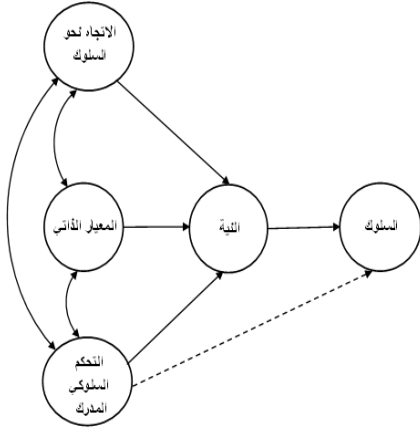 الاتجاه نحو
السلوك
المعيار الذاتي
النية
السلوك
التحكم
السلوكي
المدرك